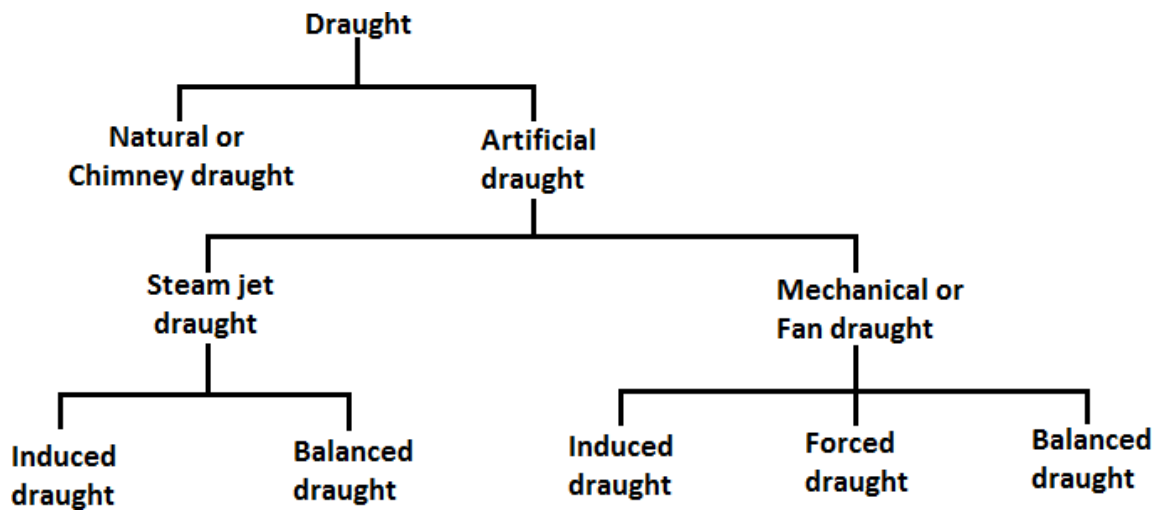 Draught
Natural or
Chimney draught
Artificial
draught
Steam jet
draught
Mechanical or
Fan draught
Induced
draught
Balanced
draught
Induced
draught
Forced
draught
Balanced
draught